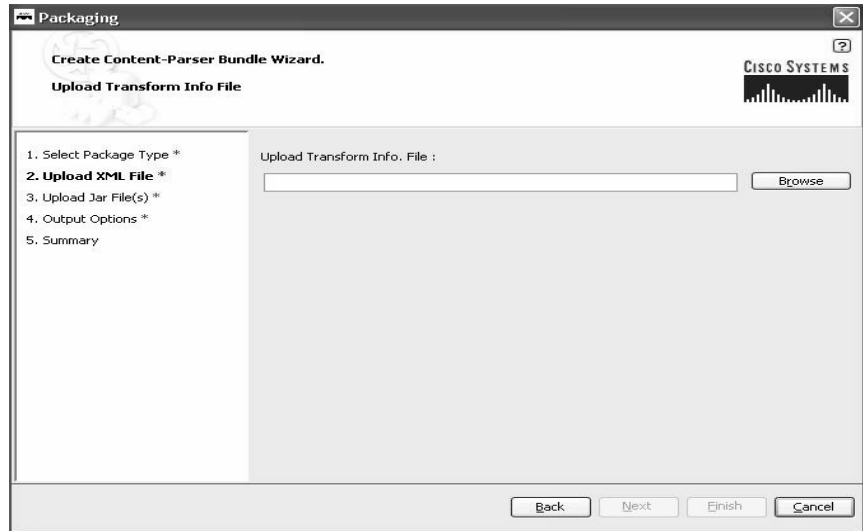 Packaging
Create Content-Parser Bundle Wizard.
Upload Transform Info File
?
CISCO SYSTEMS
1. Select Package Type *
2. Upload XML File *
3. Upload Jar File(s) *
4. Output Options *
5. Summary
Upload Transform Info. File :
Browse
Back
Next
Finish
Cancel